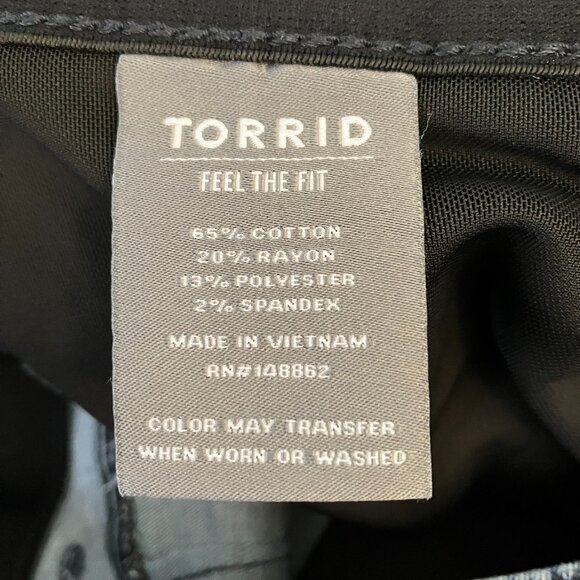 TORRID
FEEL THE FIT
65% COTTON
20% RAYON
13% POLYESTER
2% SPANDEX
MADE IN VIETNAM
RN#148862
COLOR MAY TRANSFER
WHEN WORN OR WASHED